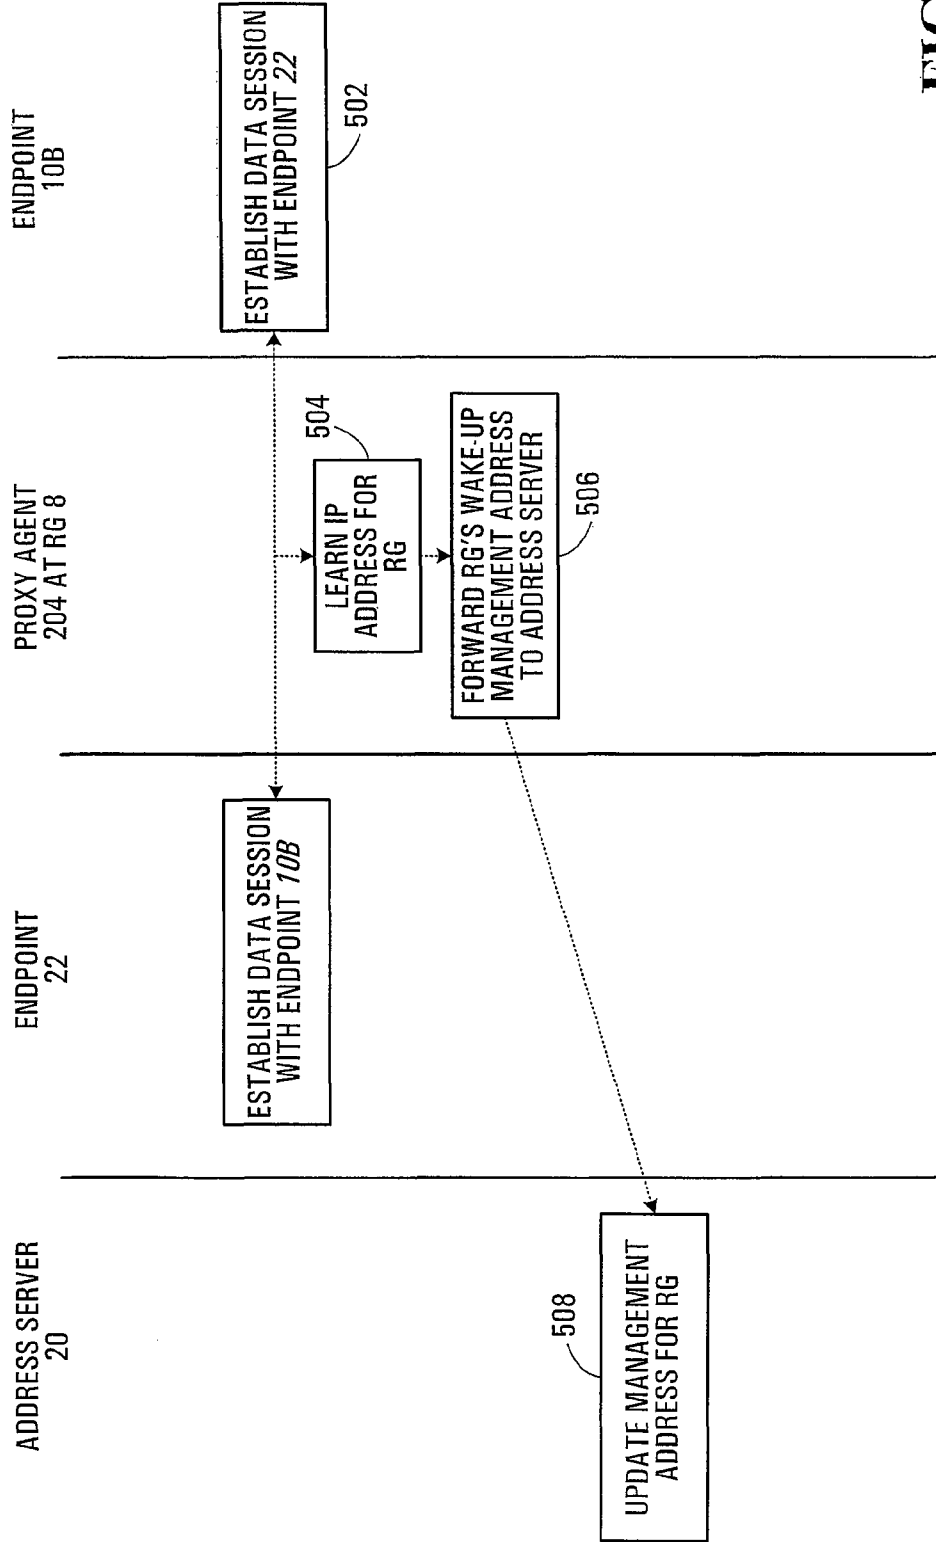 ADDRESS SERVER
20
ENDPOINT
22
PROXY AGENT
204 AT RG 8
ENDPOINT
10B
ESTABLISH DATA SESSION
WITH ENDPOINT 10B
ESTABLISH DATA SESSION
WITH ENDPOINT 22
502
504
LEARN IP
ADDRESS FOR
RG
FORWARD RG'S WAKE-UP
MANAGEMENT ADDRESS
TO ADDRESS SERVER
506
508
UPDATE MANAGEMENT
ADDRESS FOR RG